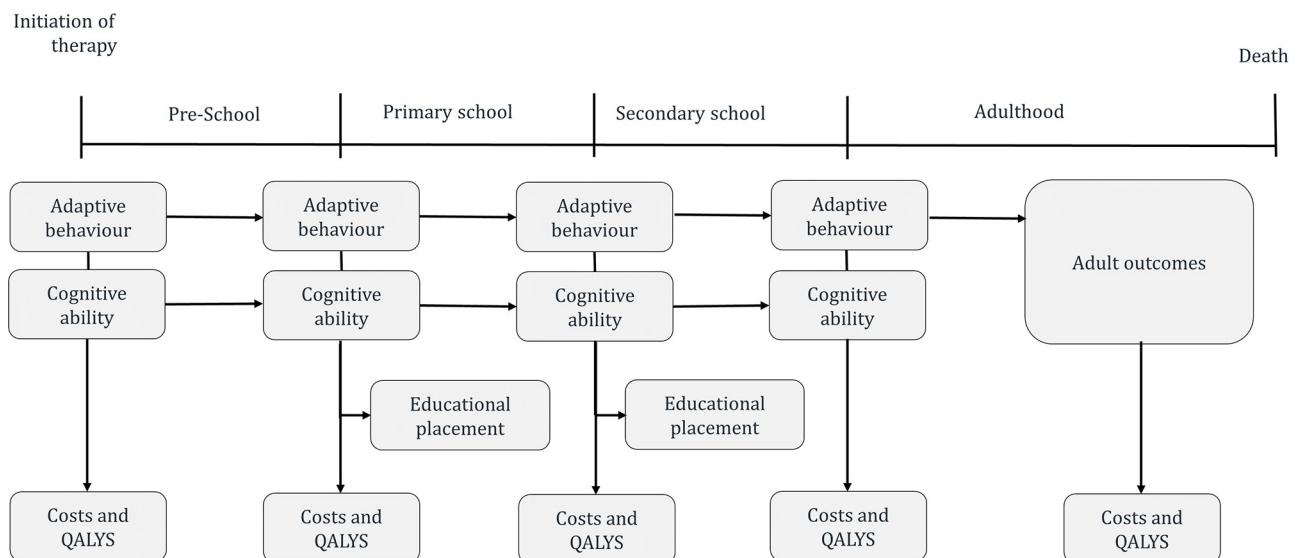 Initiation of
therapy
Death
Pre-School
Primary school
Secondary school
Adulthood
Adaptive
behaviour
Adaptive
behaviour
Adaptive
behaviour
Adaptive
behaviour
Adult outcomes
Cognitive
ability
Cognitive
ability
Cognitive
ability
Cognitive
ability
Educational
placement
Educational
placement
Costs and
QALYS
Costs and
QALYS
Costs and
QALYS
Costs and
QALYS
Costs and
QALYS